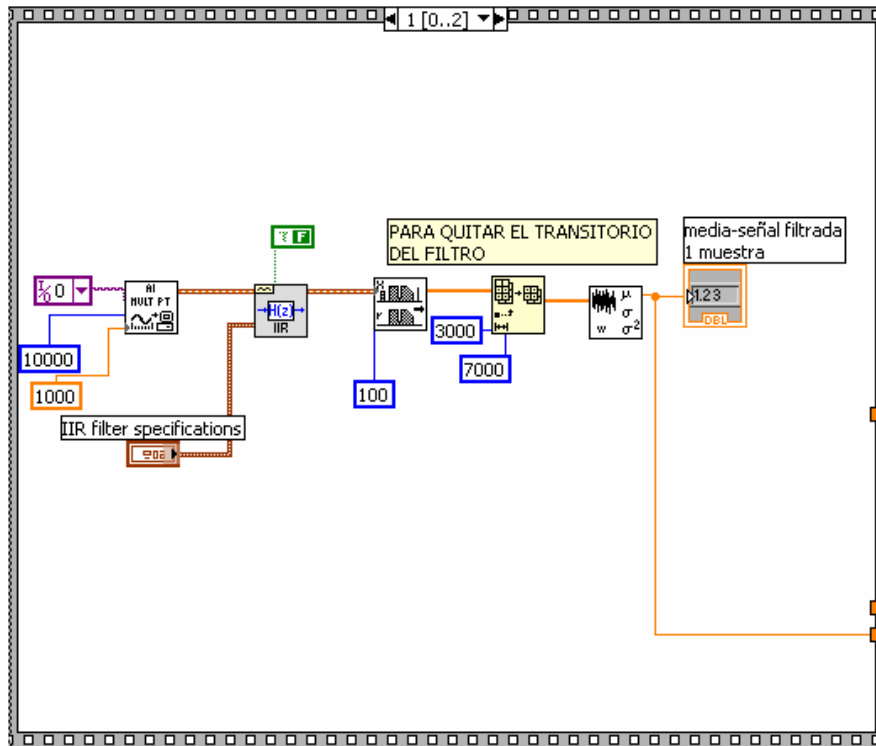 1 [0..2]
PARA QUITAR EL TRANSITORIO
DEL FILTRO
media-señal filtrada
1 muestra
F
I/O 0
AI
MULT PT
H(z)
IIR
1.23
DBL
μ
σ
w σ²
3000
10000
7000
1000
100
IIR filter specifications